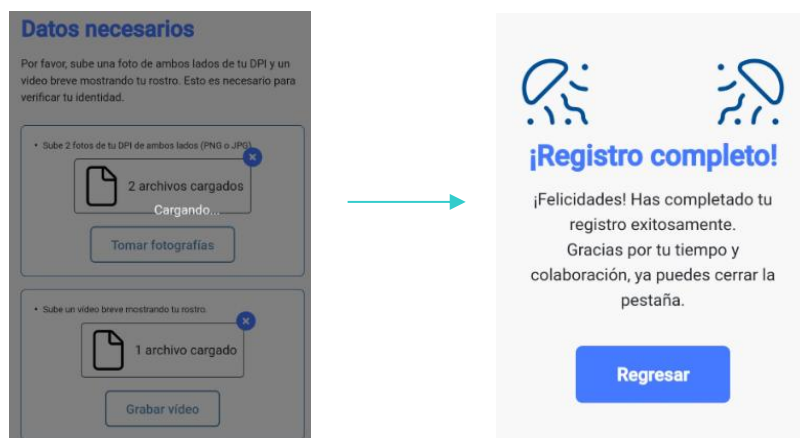 Datos necesarios
Por favor, sube una foto de ambos lados de tu DPI y un
video breve mostrando tu rostro. Esto es necesario para
verificar tu identidad.
• Sube 2 fotos de tu DPI de ambos lados (PNG o JPG)
2 archivos cargados
Cargando...
Tomar fotografías
• Sube un vídeo breve mostrando tu rostro.
1 archivo cargado
Grabar vídeo
¡Registro completo!
¡Felicidades! Has completado tu
registro exitosamente.
Gracias por tu tiempo y
colaboración, ya puedes cerrar la
pestaña.
Regresar